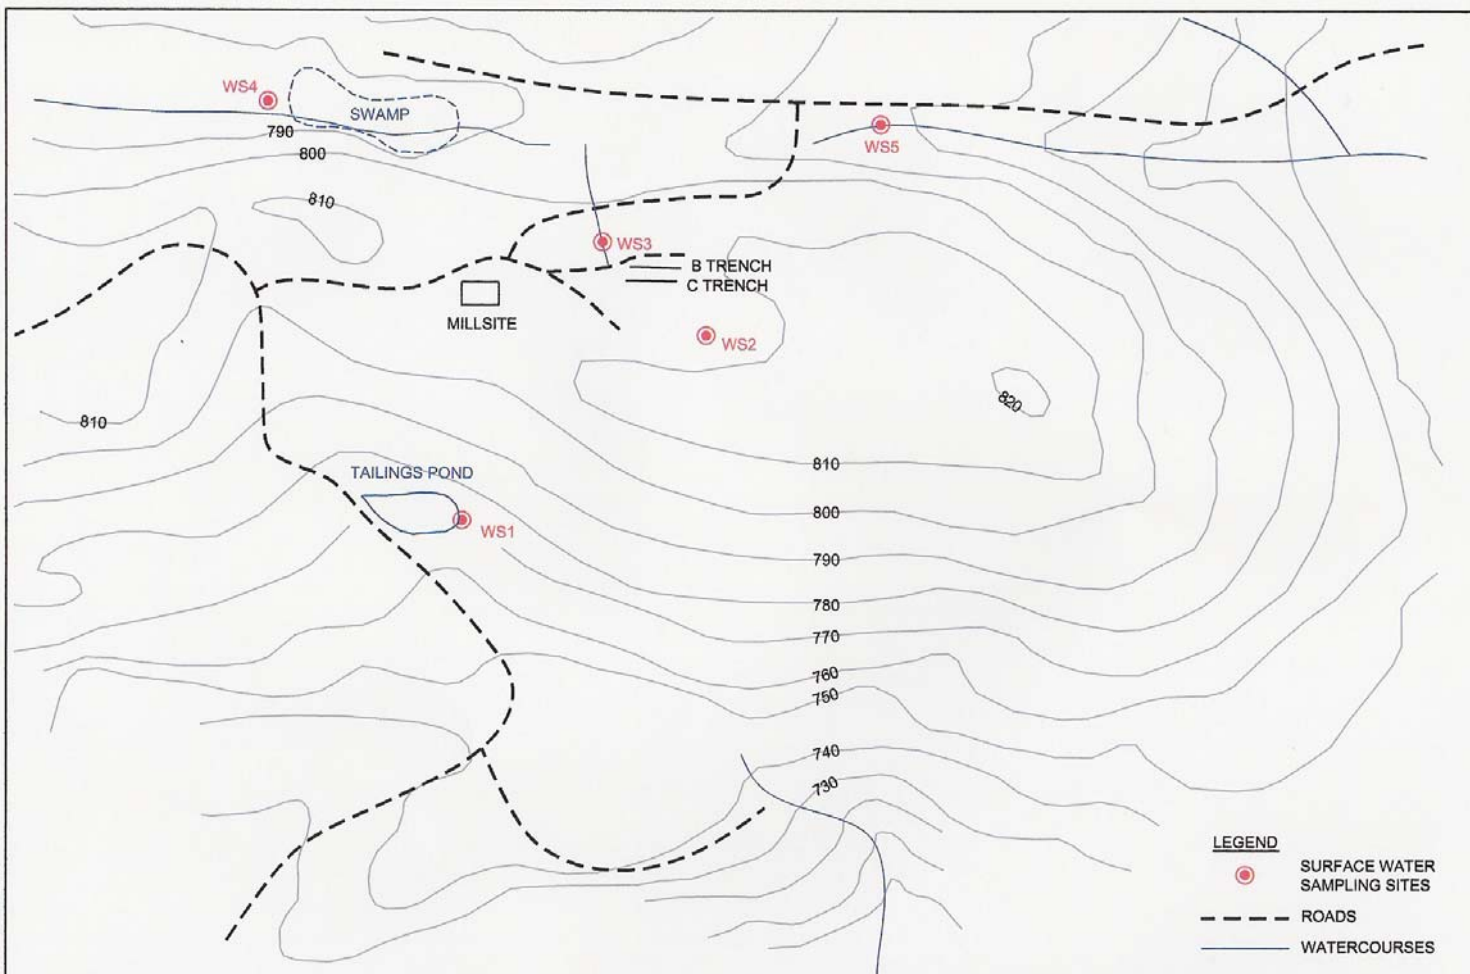 WS4
SWAMP
790
800
WS5
810
WS3
B TRENCH
C TRENCH
MILLSITE
WS2
820
810
810
TAILINGS POND
800
WS1
790
780
770
760
750
740
730
LEGEND
SURFACE WATER
SAMPLING SITES
ROADS
WATERCOURSES